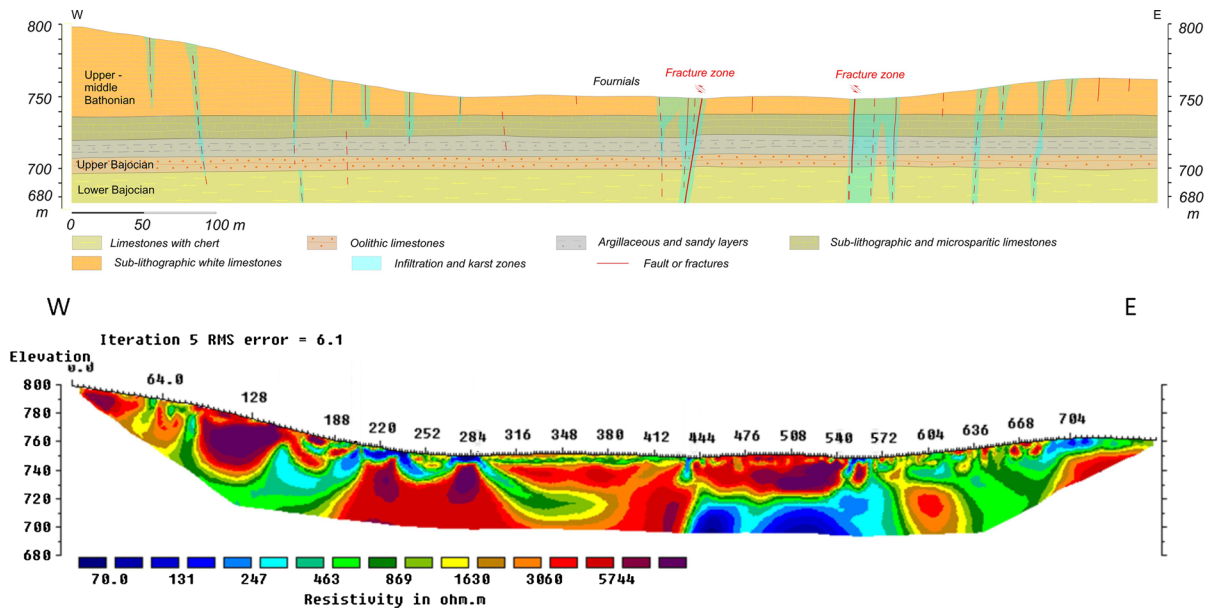 W
E
800
800
Upper -
middle
Bathonian
Fournials
Fracture zone
Fracture zone
750
750
Upper Bajocian
700
700
Lower Bajocian
680
680
m
m
0 50 100 m
Limestones with chert
Oolithic limestones
Argillaceous and sandy layers
Sub-lithographic and microsparitic limestones
Sub-lithographic white limestones
Infiltration and karst zones
Fault or fractures
W
E
Iteration 5 RMS error = 6.1
Elevation
0.0
800
64.0
128
188
220
252
284
316
348
380
412
444
476
508
540
572
604
636
668
704
780
760
740
720
700
680
70.0 131 247 463 869 1630 3060 5744
Resistivity in ohm.m